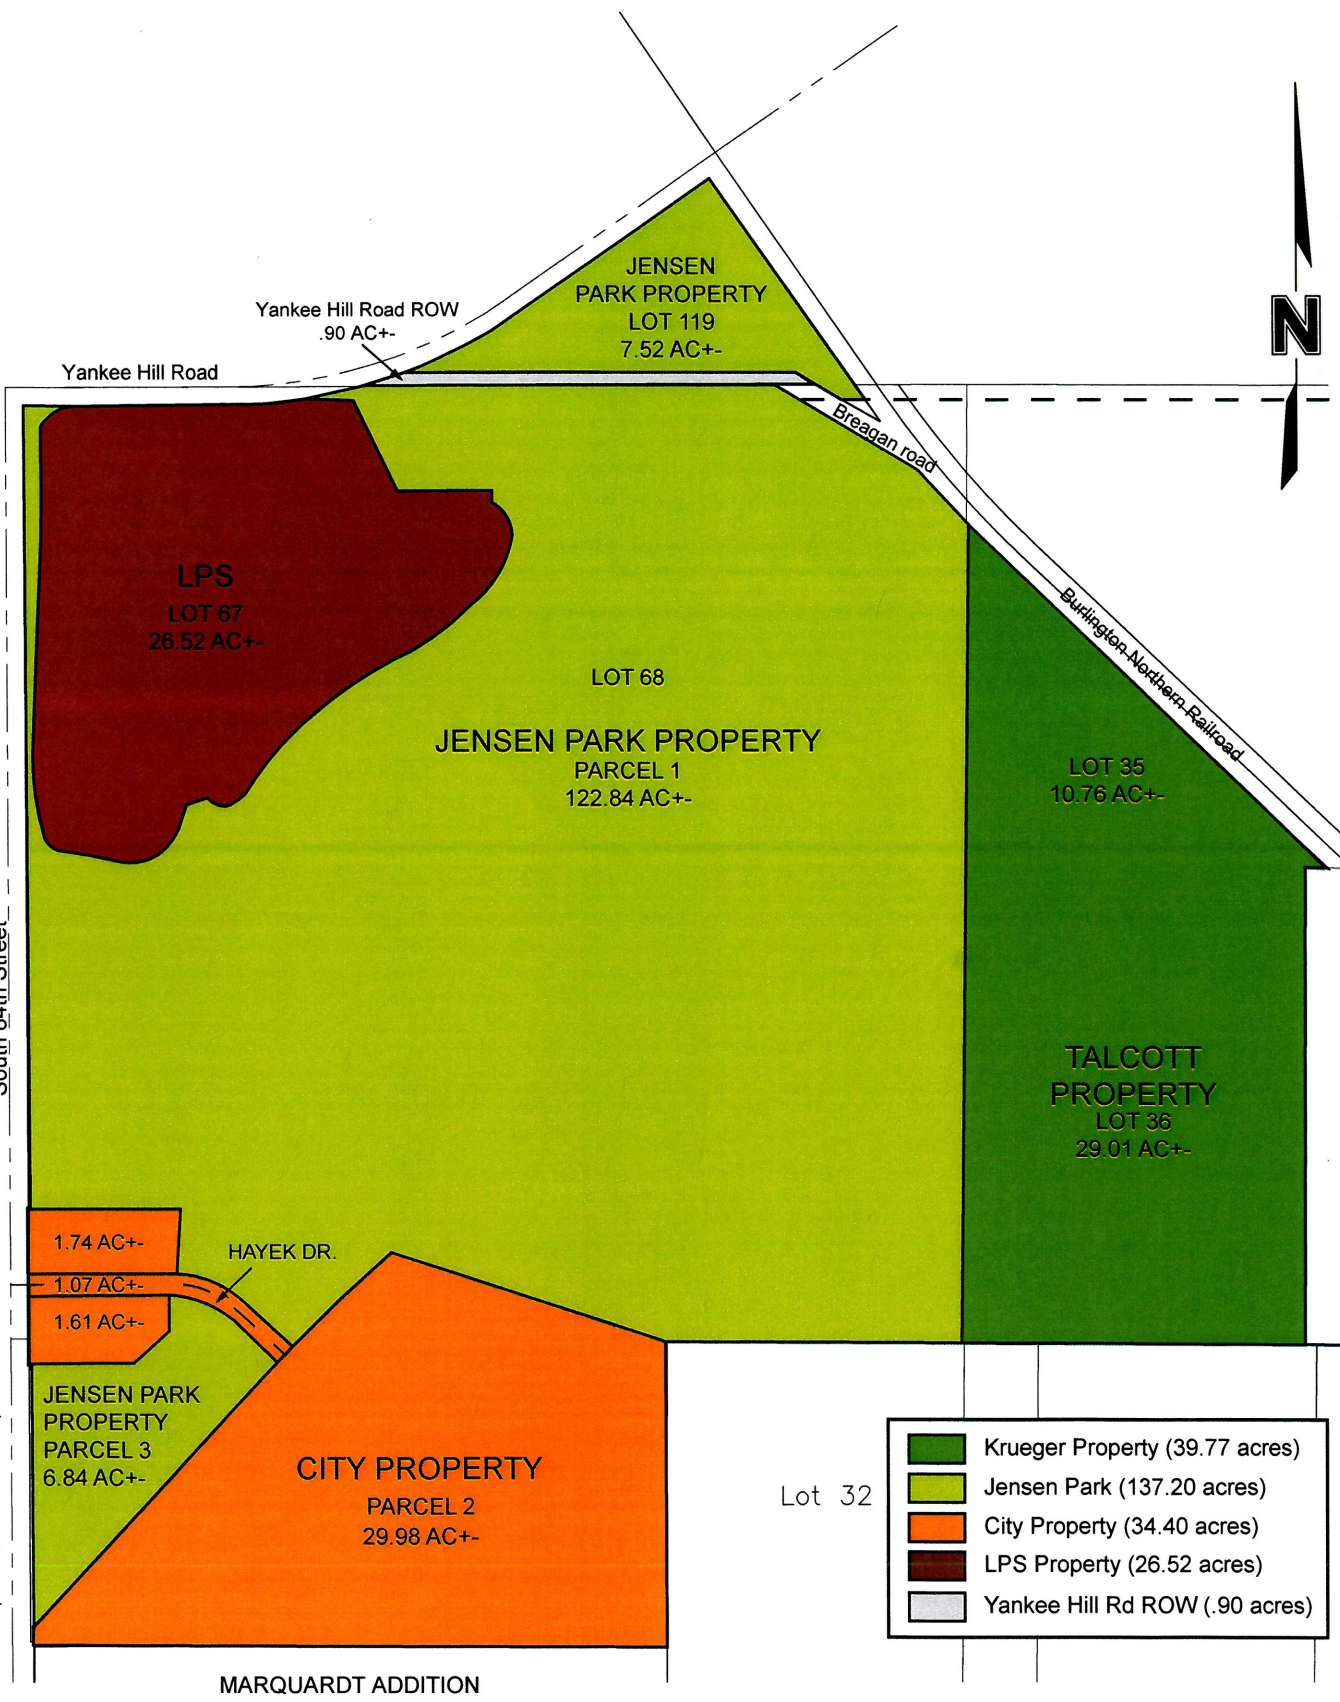 JENSEN
PARK PROPERTY
LOT 119
7.52 AC+-
Yankee Hill Road ROW
.90 AC+-
Yankee Hill Road
N
Breagan road
LPS
LOT 67
26.52 AC+-
LOT 68
JENSEN PARK PROPERTY
PARCEL 1
122.84 AC+-
Burlington Northern Railroad
LOT 35
10.76 AC+-
South Street
TALCOTT
PROPERTY
LOT 36
29.01 AC+-
1.74 AC+-
HAYEK DR.
1.07 AC+-
1.61 AC+-
JENSEN PARK
PROPERTY
PARCEL 3
6.84 AC+-
CITY PROPERTY
PARCEL 2
29.98 AC+-
Lot 32
Krueger Property (39.77 acres)
Jensen Park (137.20 acres)
City Property (34.40 acres)
LPS Property (26.52 acres)
Yankee Hill Rd ROW (.90 acres)
MARQUARDT ADDITION